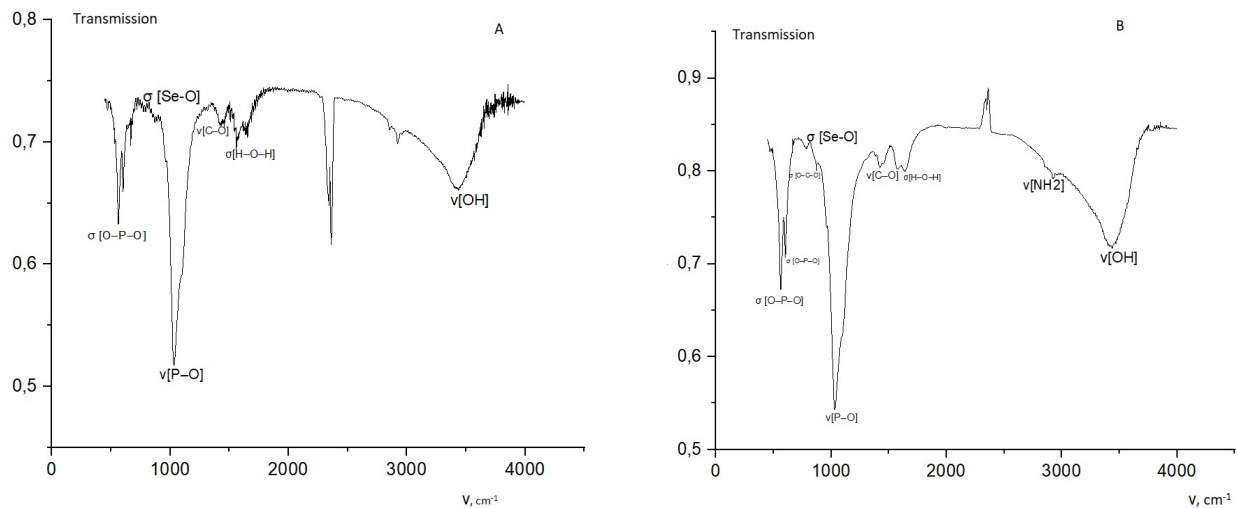 Transmission
A
0,8
0,7
0,6
0,5
σ [Se-O]
ν[C–O]
σ[H–O–H]
σ [O–P–O]
ν[OH]
ν[P–O]
0
1000
2000
3000
4000
ν, cm-1
Transmission
B
0,9
0,8
0,7
0,6
0,5
σ [Se-O]
σ [O–C–O]
ν[C–O]
σ[H–O–H]
ν[NH2]
σ [O–P–O]
ν[OH]
σ [O–P–O]
ν[P–O]
0
1000
2000
3000
4000
ν, cm-1